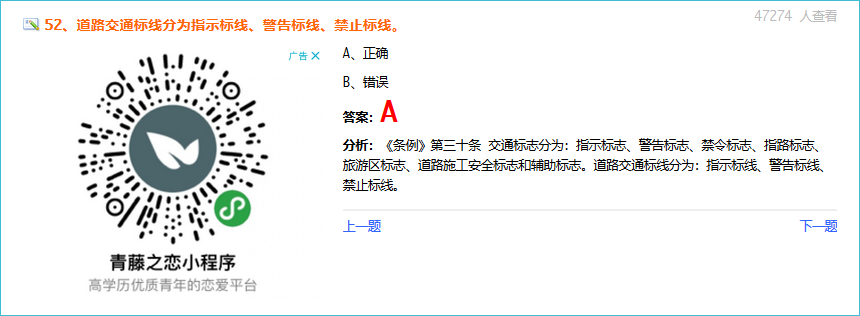 52、道路交通标线分为指示标线、警告标线、禁止标线。
47274 人查看
广告
A、正确
B、错误
答案：A
分析：《条例》第三十条 交通标志分为：指示标志、警告标志、禁令标志、指路标志、
旅游区标志、道路施工安全标志和辅助标志。道路交通标线分为：指示标线、警告标线、
禁止标线。
上一题
下一题
青藤之恋小程序
高学历优质青年的恋爱平台